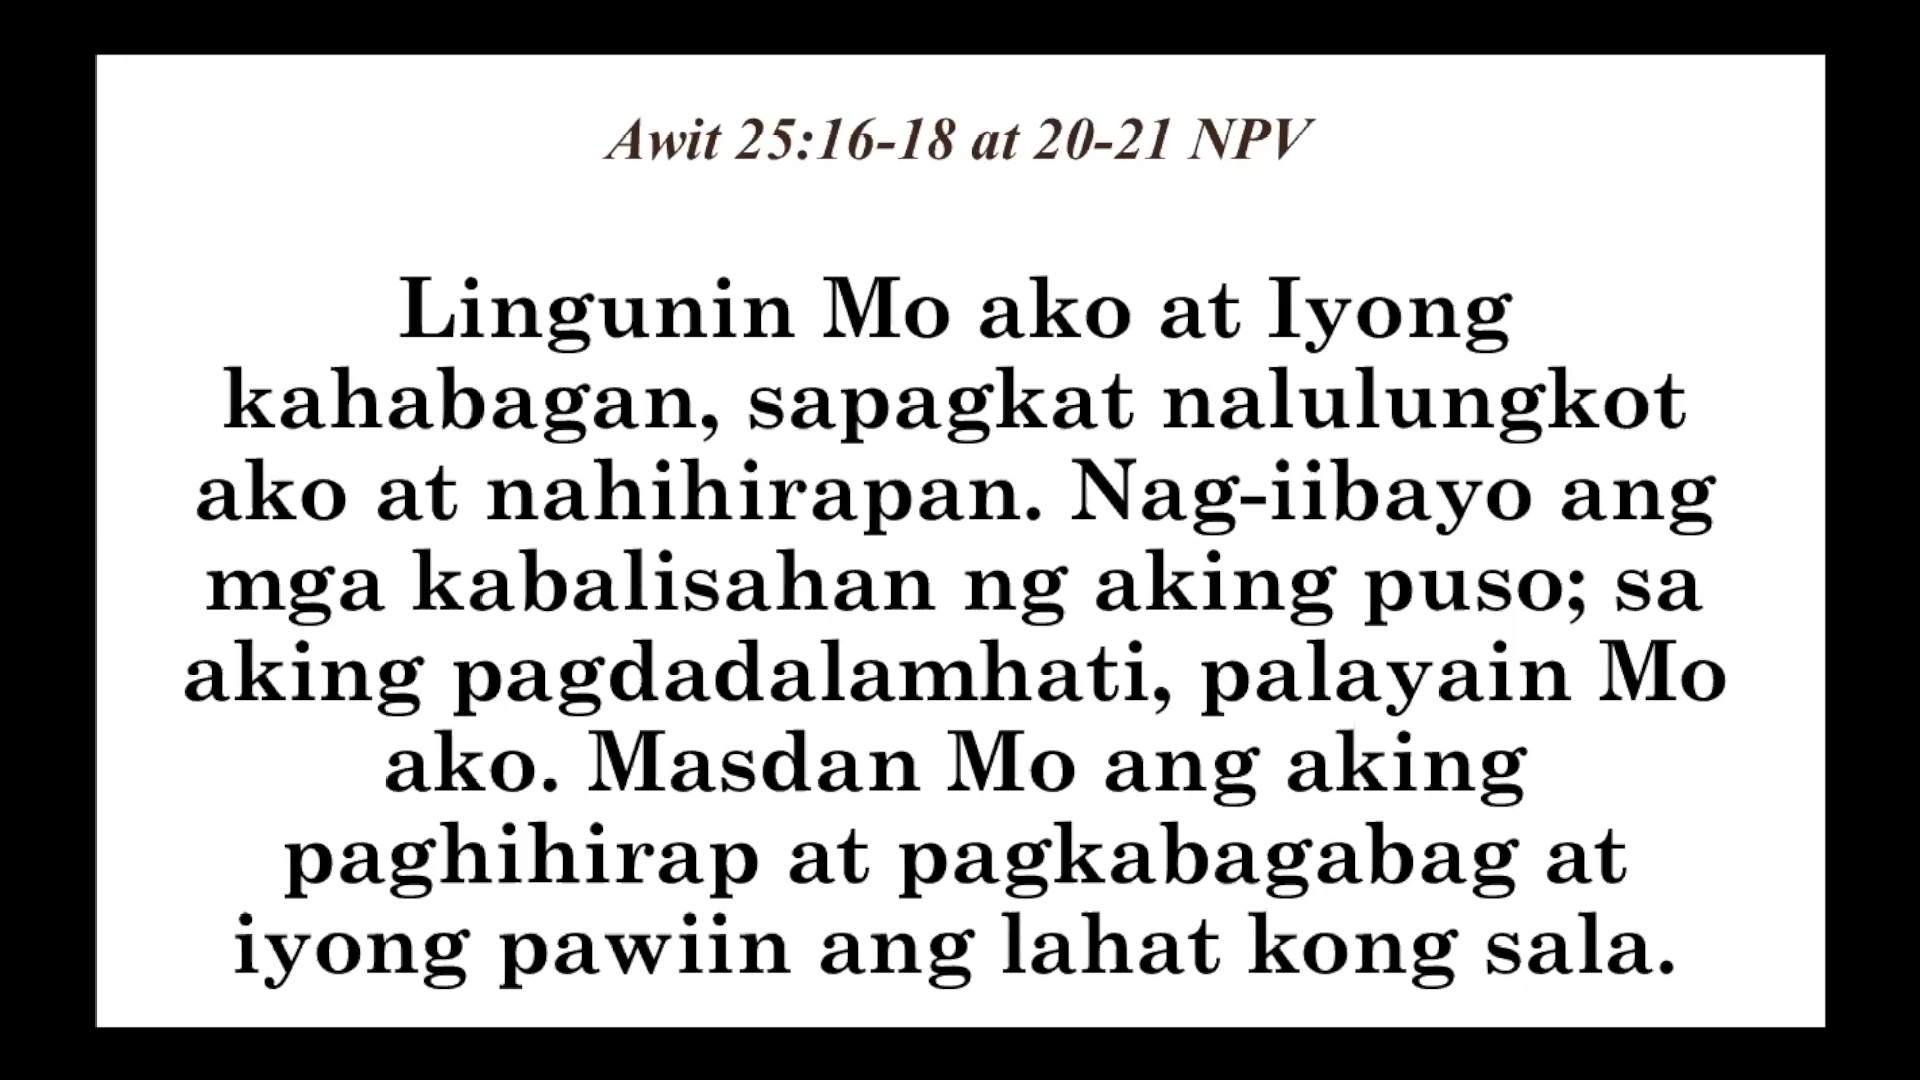 Awit 25:16-18 at 20-21 NPV
Lingunin Mo ako at Iyong
kahabagan, sapagkat nalulungkot
ako at nahihirapan. Nag-iibayo ang
mga kabalisahan ng aking puso; sa
aking pagdadalamhati, palayain Mo
ako. Masdan Mo ang aking
paghihirap at pagkabagabag at
iyong pawiin ang lahat kong sala.